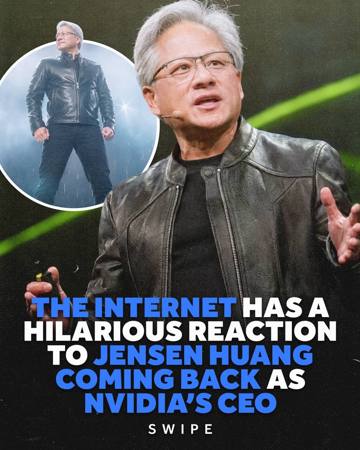 THE INTERNET HAS A
HILARIOUS REACTION
TO JENSEN HUANG
COMING BACK AS
NVIDIA'S CEO
SWIPE